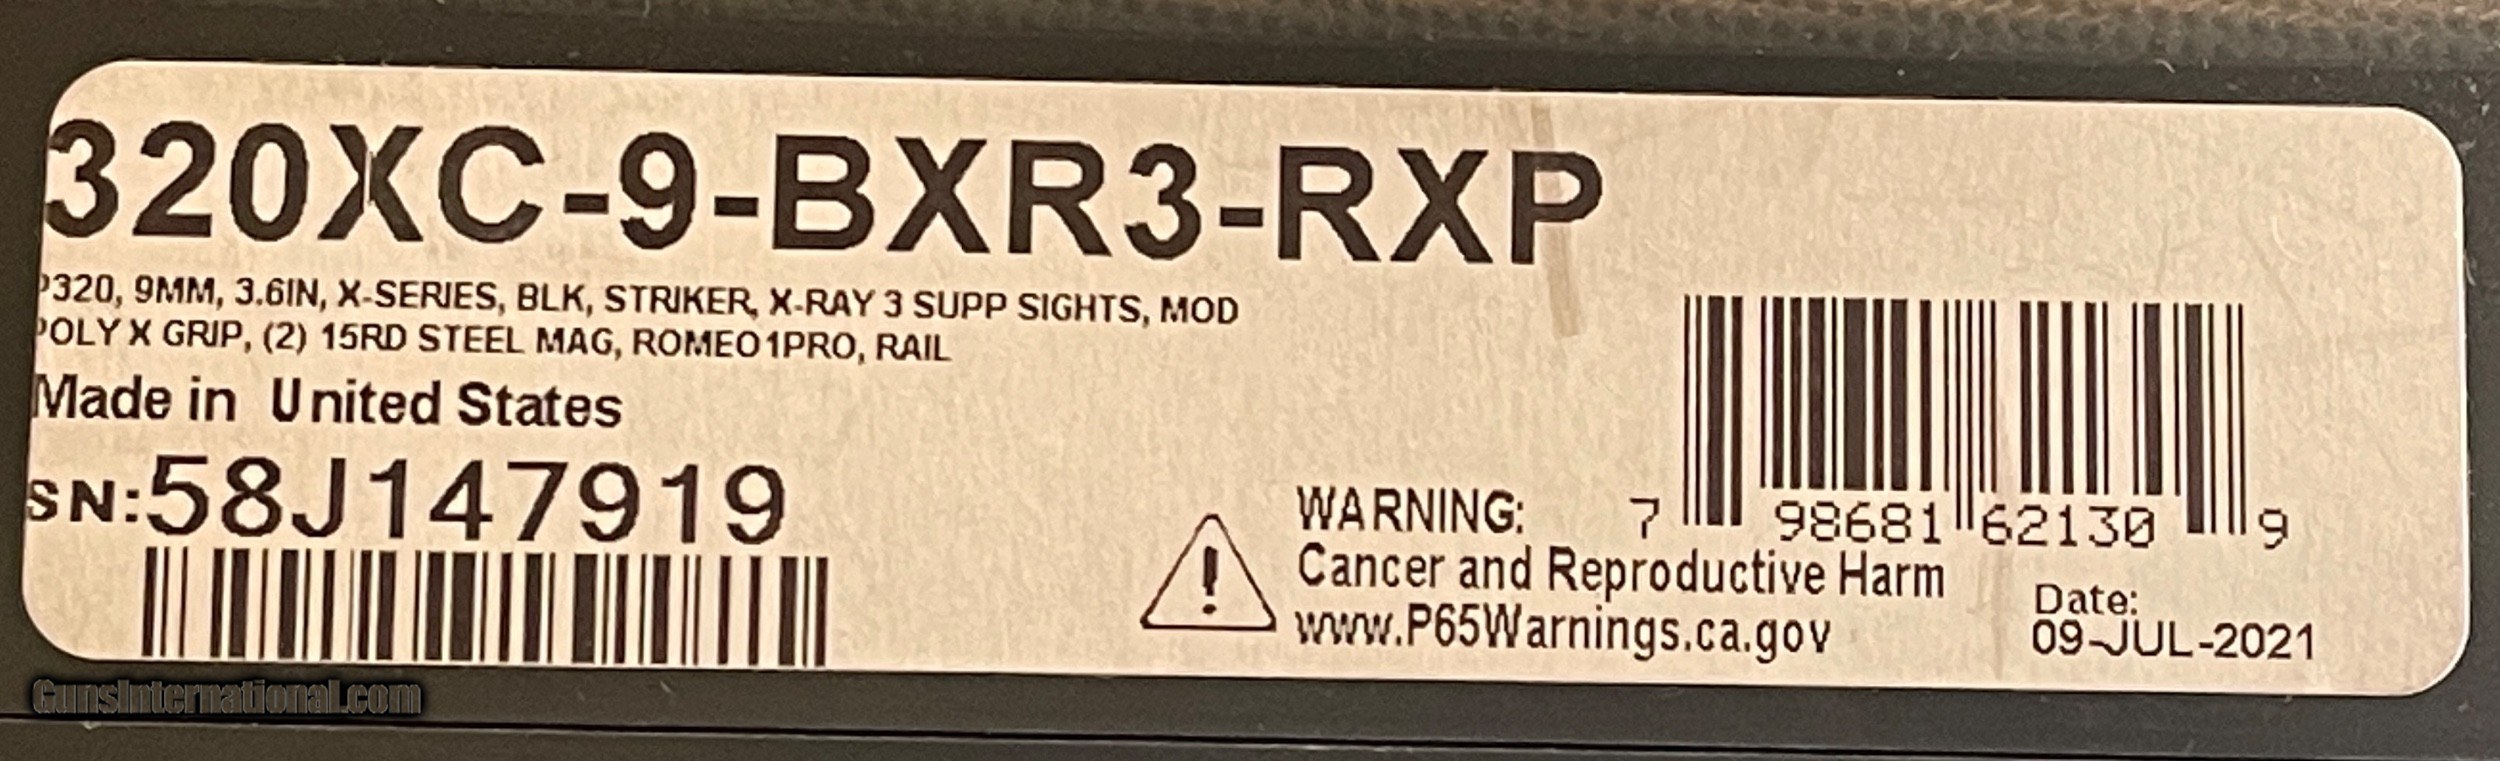 320XC-9-BXR3-RXP
P320, 9MM, 3.6IN, X-SERIES, BLK, STRIKER, X-RAY 3 SUPP SIGHTS, MOD
POLY X GRIP, (2) 15RD STEEL MAG, ROMEO1PRO, RAIL
Made in United States
SN:58J147919
7 98681 62130 9
WARNING:
Cancer and Reproductive Harm
www.P65Warnings.ca.gov
Date:
09-JUL-2021
GunsInternational.com